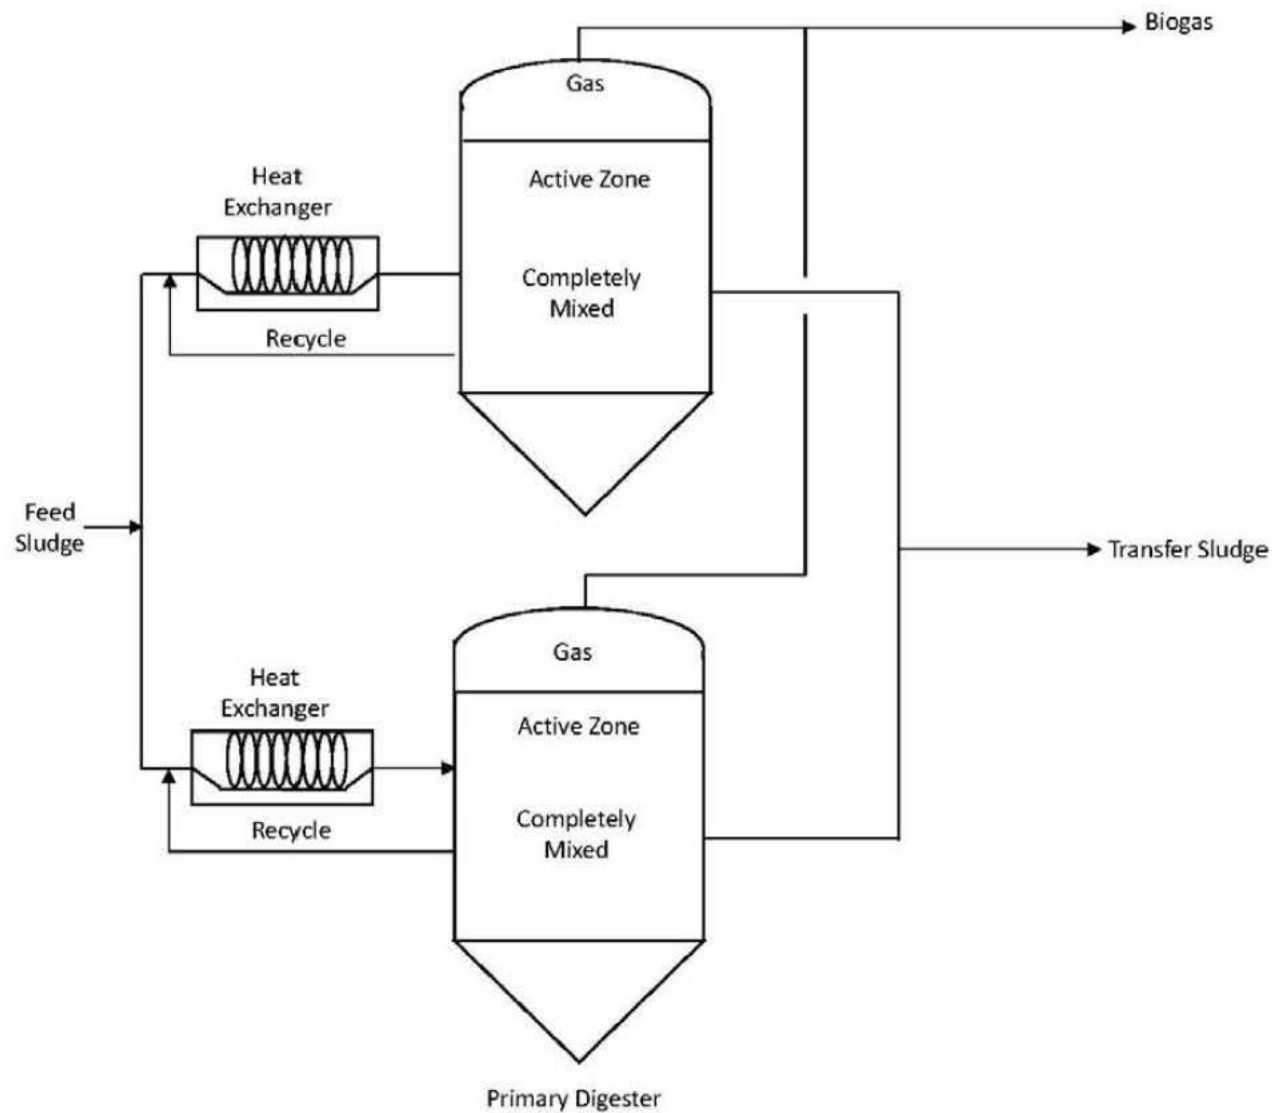 Biogas
Gas
Active Zone
Heat
Exchanger
Completely
Mixed
Recycle
Feed
Sludge
Transfer Sludge
Gas
Heat
Exchanger
Active Zone
Completely
Mixed
Recycle
Primary Digester